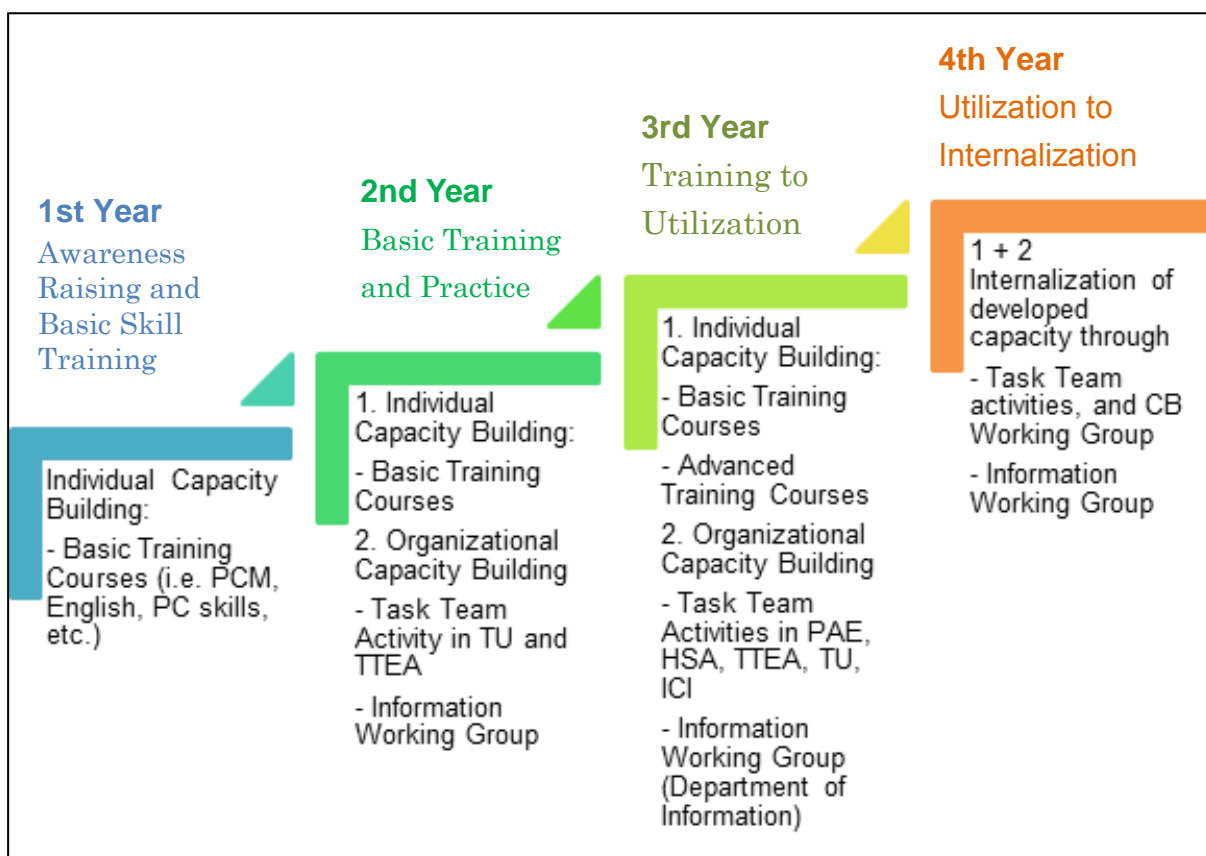 1st Year
Awareness
Raising and
Basic Skill
Training
Individual Capacity
Building:
- Basic Training
Courses (i.e. PCM,
English, PC skills,
etc.)
2nd Year
Basic Training
and Practice
1. Individual
Capacity Building:
- Basic Training
Courses
2. Organizational
Capacity Building
- Task Team
Activity in TU and
TTEA
- Information
Working Group
3rd Year
Training to
Utilization
1. Individual
Capacity Building:
- Basic Training
Courses
- Advanced
Training Courses
2. Organizational
Capacity Building
- Task Team
Activities in PAE,
HSA, TTEA, TU,
ICI
- Information
Working Group
(Department of
Information)
4th Year
Utilization to
Internalization
1 + 2
Internalization of
developed
capacity through
- Task Team
activities, and CB
Working Group
- Information
Working Group